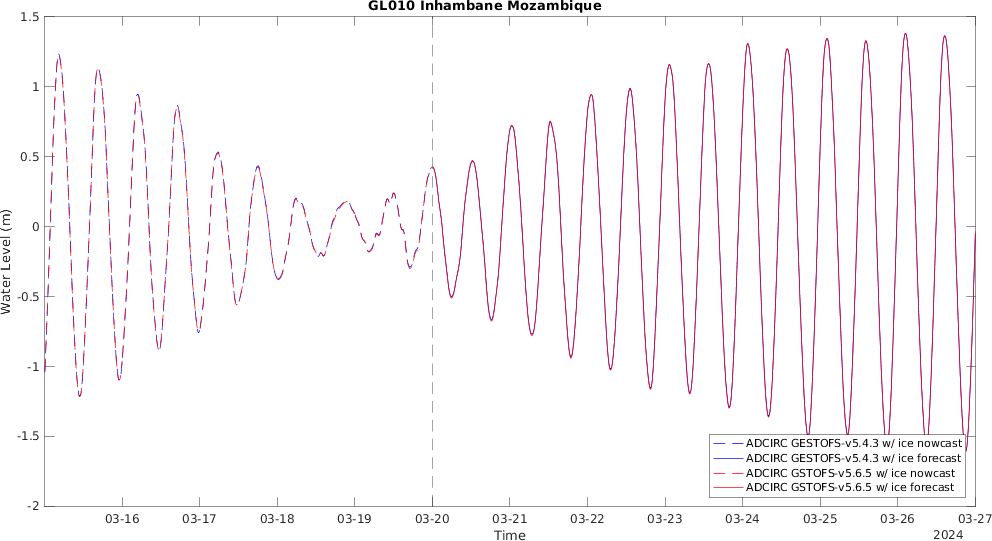 GL010 Inhambane Mozambique
1.5
1
0.5
0
-0.5
-1
-1.5
-2
Water Level (m)
ADCIRC GESTOFS-v5.4.3 w/ ice nowcast
ADCIRC GESTOFS-v5.4.3 w/ ice forecast
ADCIRC GSTOFS-v5.6.5 w/ ice nowcast
ADCIRC GSTOFS-v5.6.5 w/ ice forecast
03-16 03-17 03-18 03-19 03-20 03-21 03-22 03-23 03-24 03-25 03-26 03-27
Time
2024